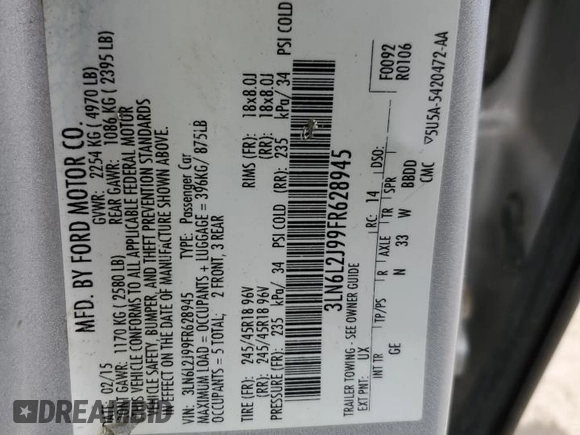 MFD. BY FORD MOTOR CO.
DATE: 02/15
GVWR: 2254 KG ( 4970 LB)
FRONT GAWR: 1170 KG ( 2580 LB)
REAR GAWR: 1086 KG ( 2395 LB)
THIS VEHICLE CONFORMS TO ALL APPLICABLE FEDERAL MOTOR
VEHICLE SAFETY, BUMPER, AND THEFT PREVENTION STANDARDS
IN EFFECT ON THE DATE OF MANUFACTURE SHOWN ABOVE.
VIN: 3LN6L2J99FR628945
TYPE: Passenger Car
MAXIMUM LOAD = OCCUPANTS + LUGGAGE = 396KG/ 875LB
OCCUPANTS = 5 TOTAL; 2 FRONT, 3 REAR
TIRE (FR): 245/45R18 96V RIMS (FR): 18x8.0J
(RR): 245/45R18 96V (RR): 18x8.0J
PSI COLD (FR): 235 kPa/ 34 PSI COLD (RR): 235 kPa/ 34 PSI COLD
3LN6L2J99FR628945
F0092
R0106
TRAILER TOWING - SEE OWNER GUIDE
EXT PNT: UX RC: 14 DSO:
INT TR TP/PS R AXLE TR SPR
GE N 33 W BBDD
CMC ▽5U5A-5420472-AA
DREAMBID